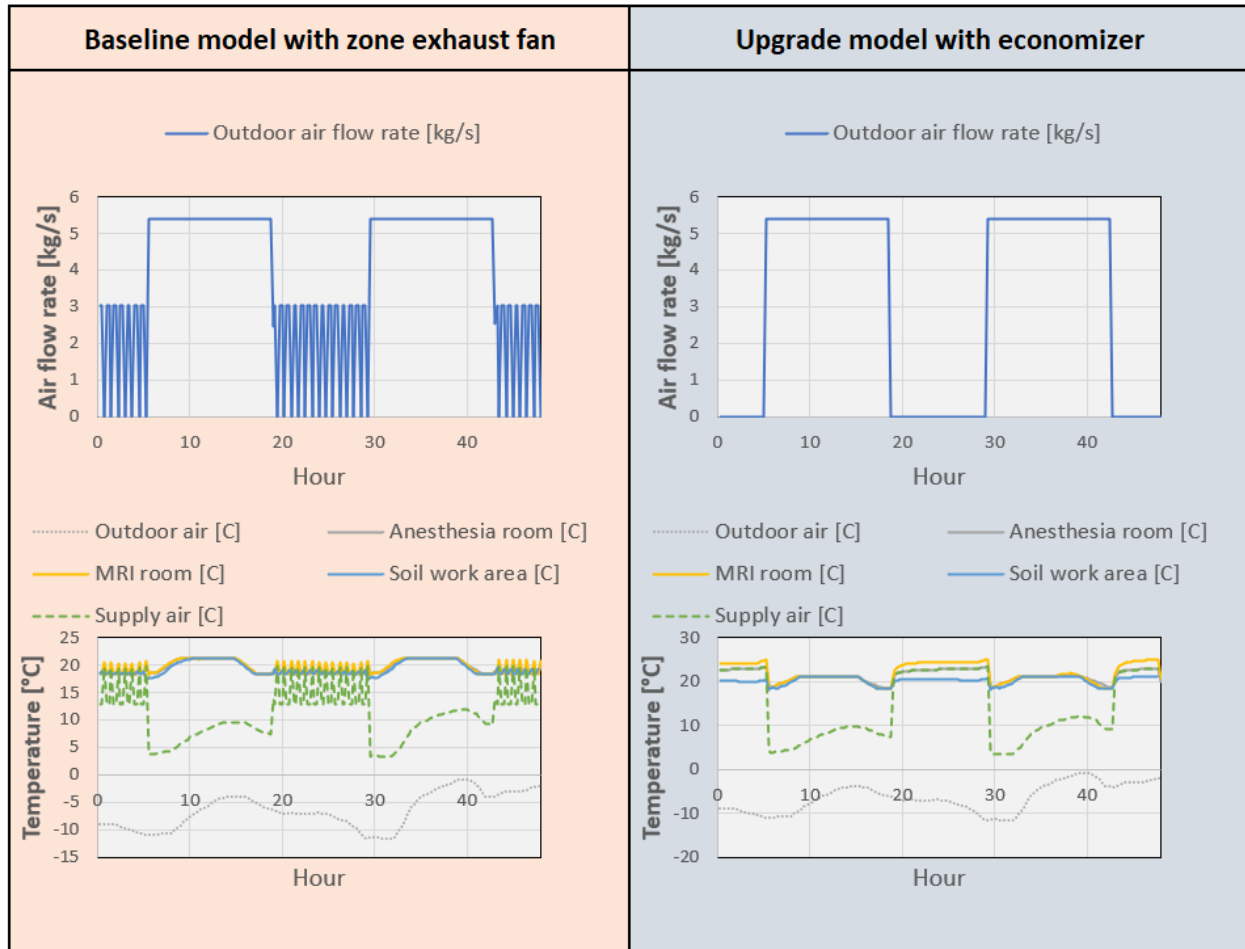 Baseline model with zone exhaust fan
Outdoor air flow rate [kg/s]
Air flow rate [kg/s]
6
5
4
3
2
1
0
0 10 20 30 40
Hour
Outdoor air [C] Anesthesia room [C]
MRI room [C] Soil work area [C]
Supply air [C]
Temperature [°C]
25
20
15
10
5
0
-5
-10
-15
0 10 20 30 40
Hour
Upgrade model with economizer
Outdoor air flow rate [kg/s]
Air flow rate [kg/s]
6
5
4
3
2
1
0
0 10 20 30 40
Hour
Outdoor air [C] Anesthesia room [C]
MRI room [C] Soil work area [C]
Supply air [C]
Temperature [°C]
30
20
10
0
-10
-20
0 10 20 30 40
Hour